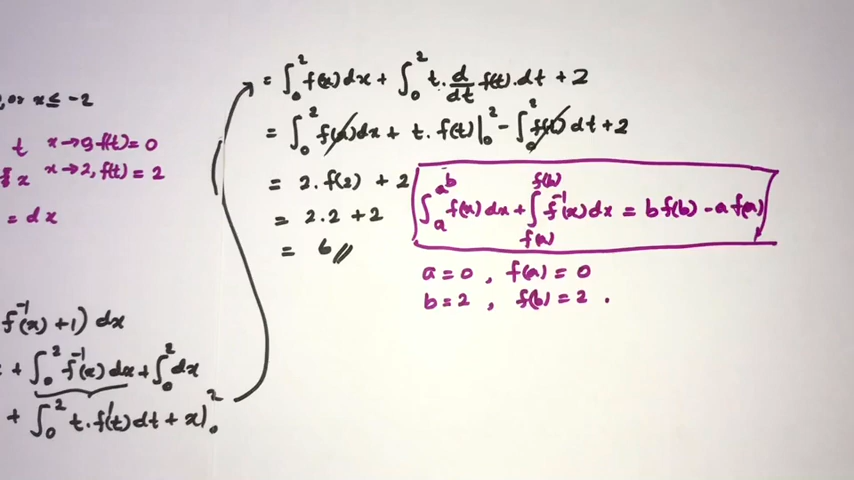 , or x ≤ -2
t x→0, f(t) = 0
x x→2, f(t) = 2
= dx
f⁻¹(x) + 1) dx
+ ∫₀² f⁻¹(x) dx + ∫₀² dx
+ ∫₀² t. f'(t) dt + x|₀²
= ∫₀² f(x) dx + ∫₀² t. d/dt f(t). dt + 2
= ∫₀² f(x) dx + t. f(t)|₀² - ∫₀² f(t) dt + 2
= 2. f(2) + 2
= 2.2 + 2
= 6//
∫ₐᵇ f(x) dx + ∫ f⁻¹(x) dx = b f(b) - a f(a)
f(b)
f(a)
a = 0 , f(a) = 0
b = 2 , f(b) = 2 .